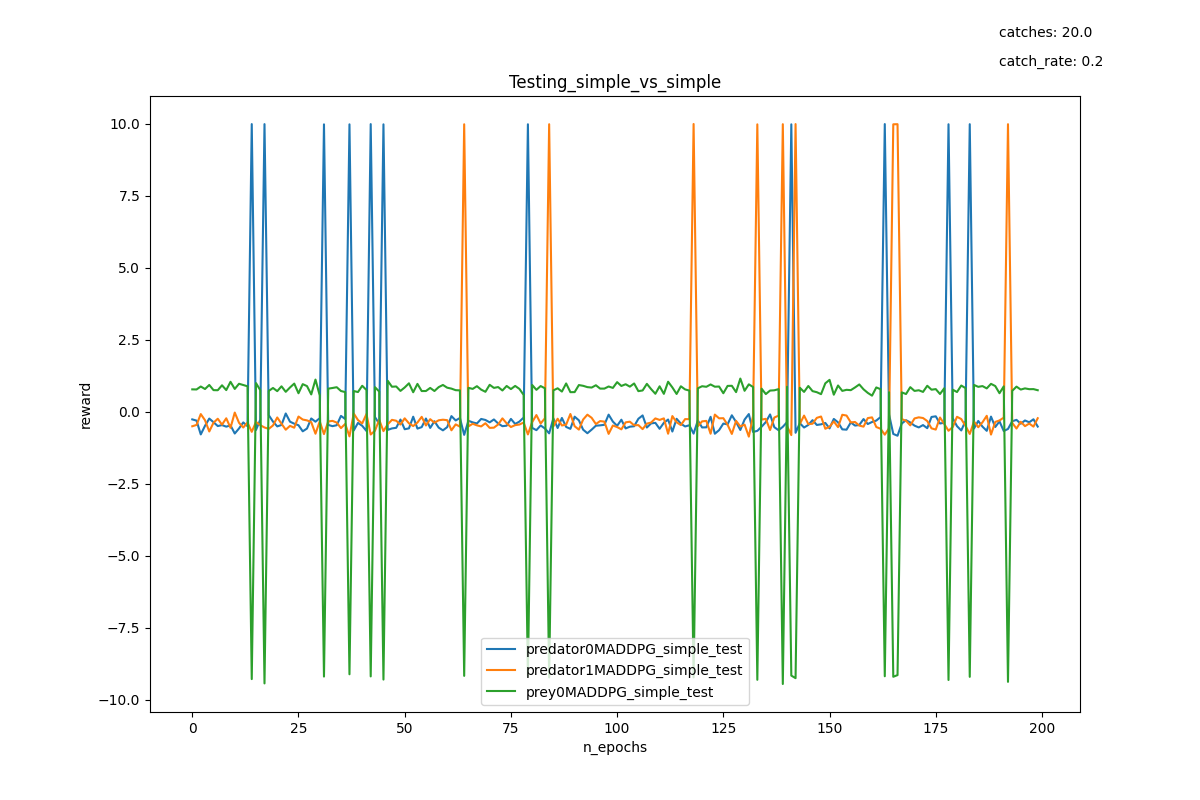 catches: 20.0
catch_rate: 0.2
Testing_simple_vs_simple
10.0
7.5
5.0
2.5
0.0
−2.5
−5.0
−7.5
−10.0
reward
predator0MADDPG_simple_test
predator1MADDPG_simple_test
prey0MADDPG_simple_test
0 25 50 75 100 125 150 175 200
n_epochs